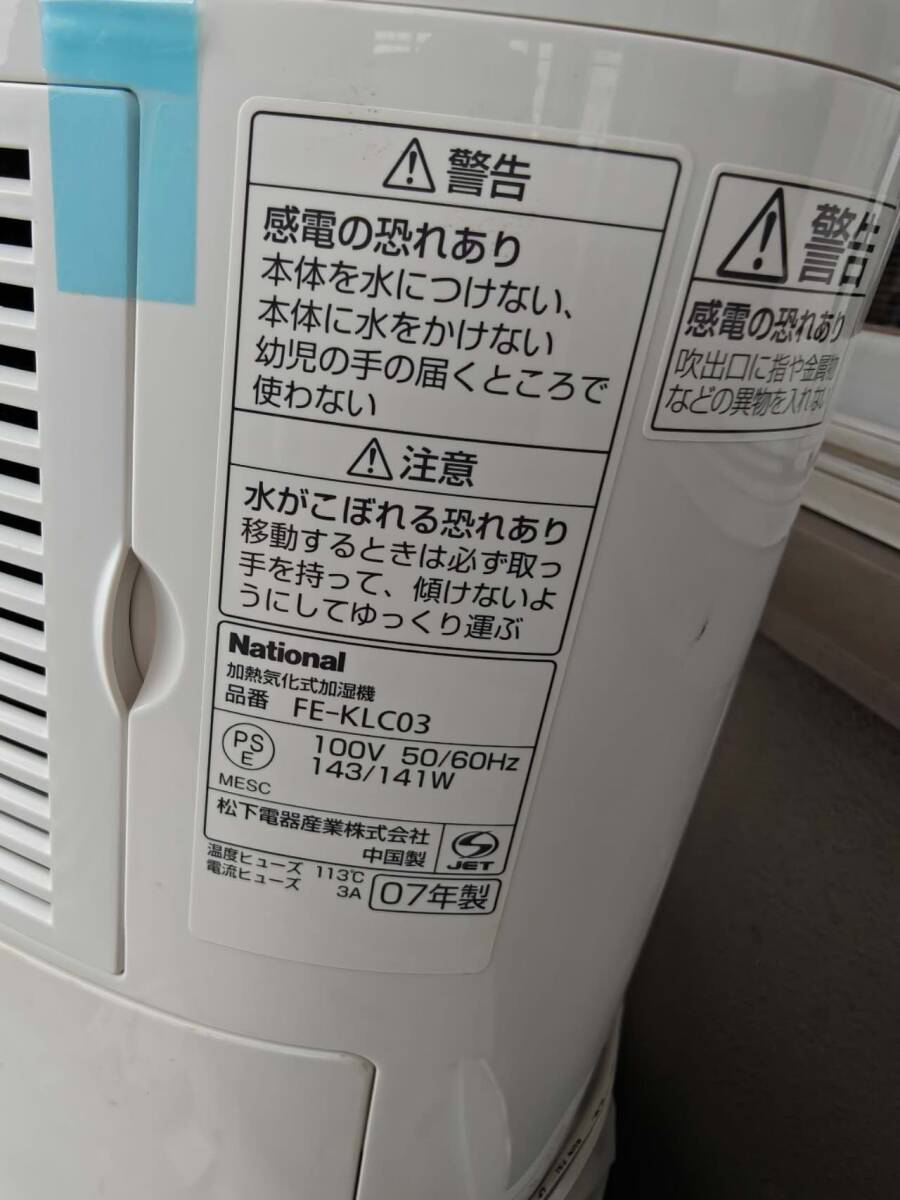 警告
感電の恐れあり
本体を水につけない、
本体に水をかけない
幼児の手の届くところで
使わない
注意
水がこぼれる恐れあり
移動するときは必ず取っ
手を持って、傾けないよ
うにしてゆっくり運ぶ
National
加熱気化式加湿機
品番 FE-KLC03
PS
E
100V 50/60Hz
143/141W
MESC
松下電器産業株式会社
中国製
JET
温度ヒューズ 113℃
電流ヒューズ 3A
07年製
警告
感電の恐れあり
吹出口に指や金属物
などの異物を入れない